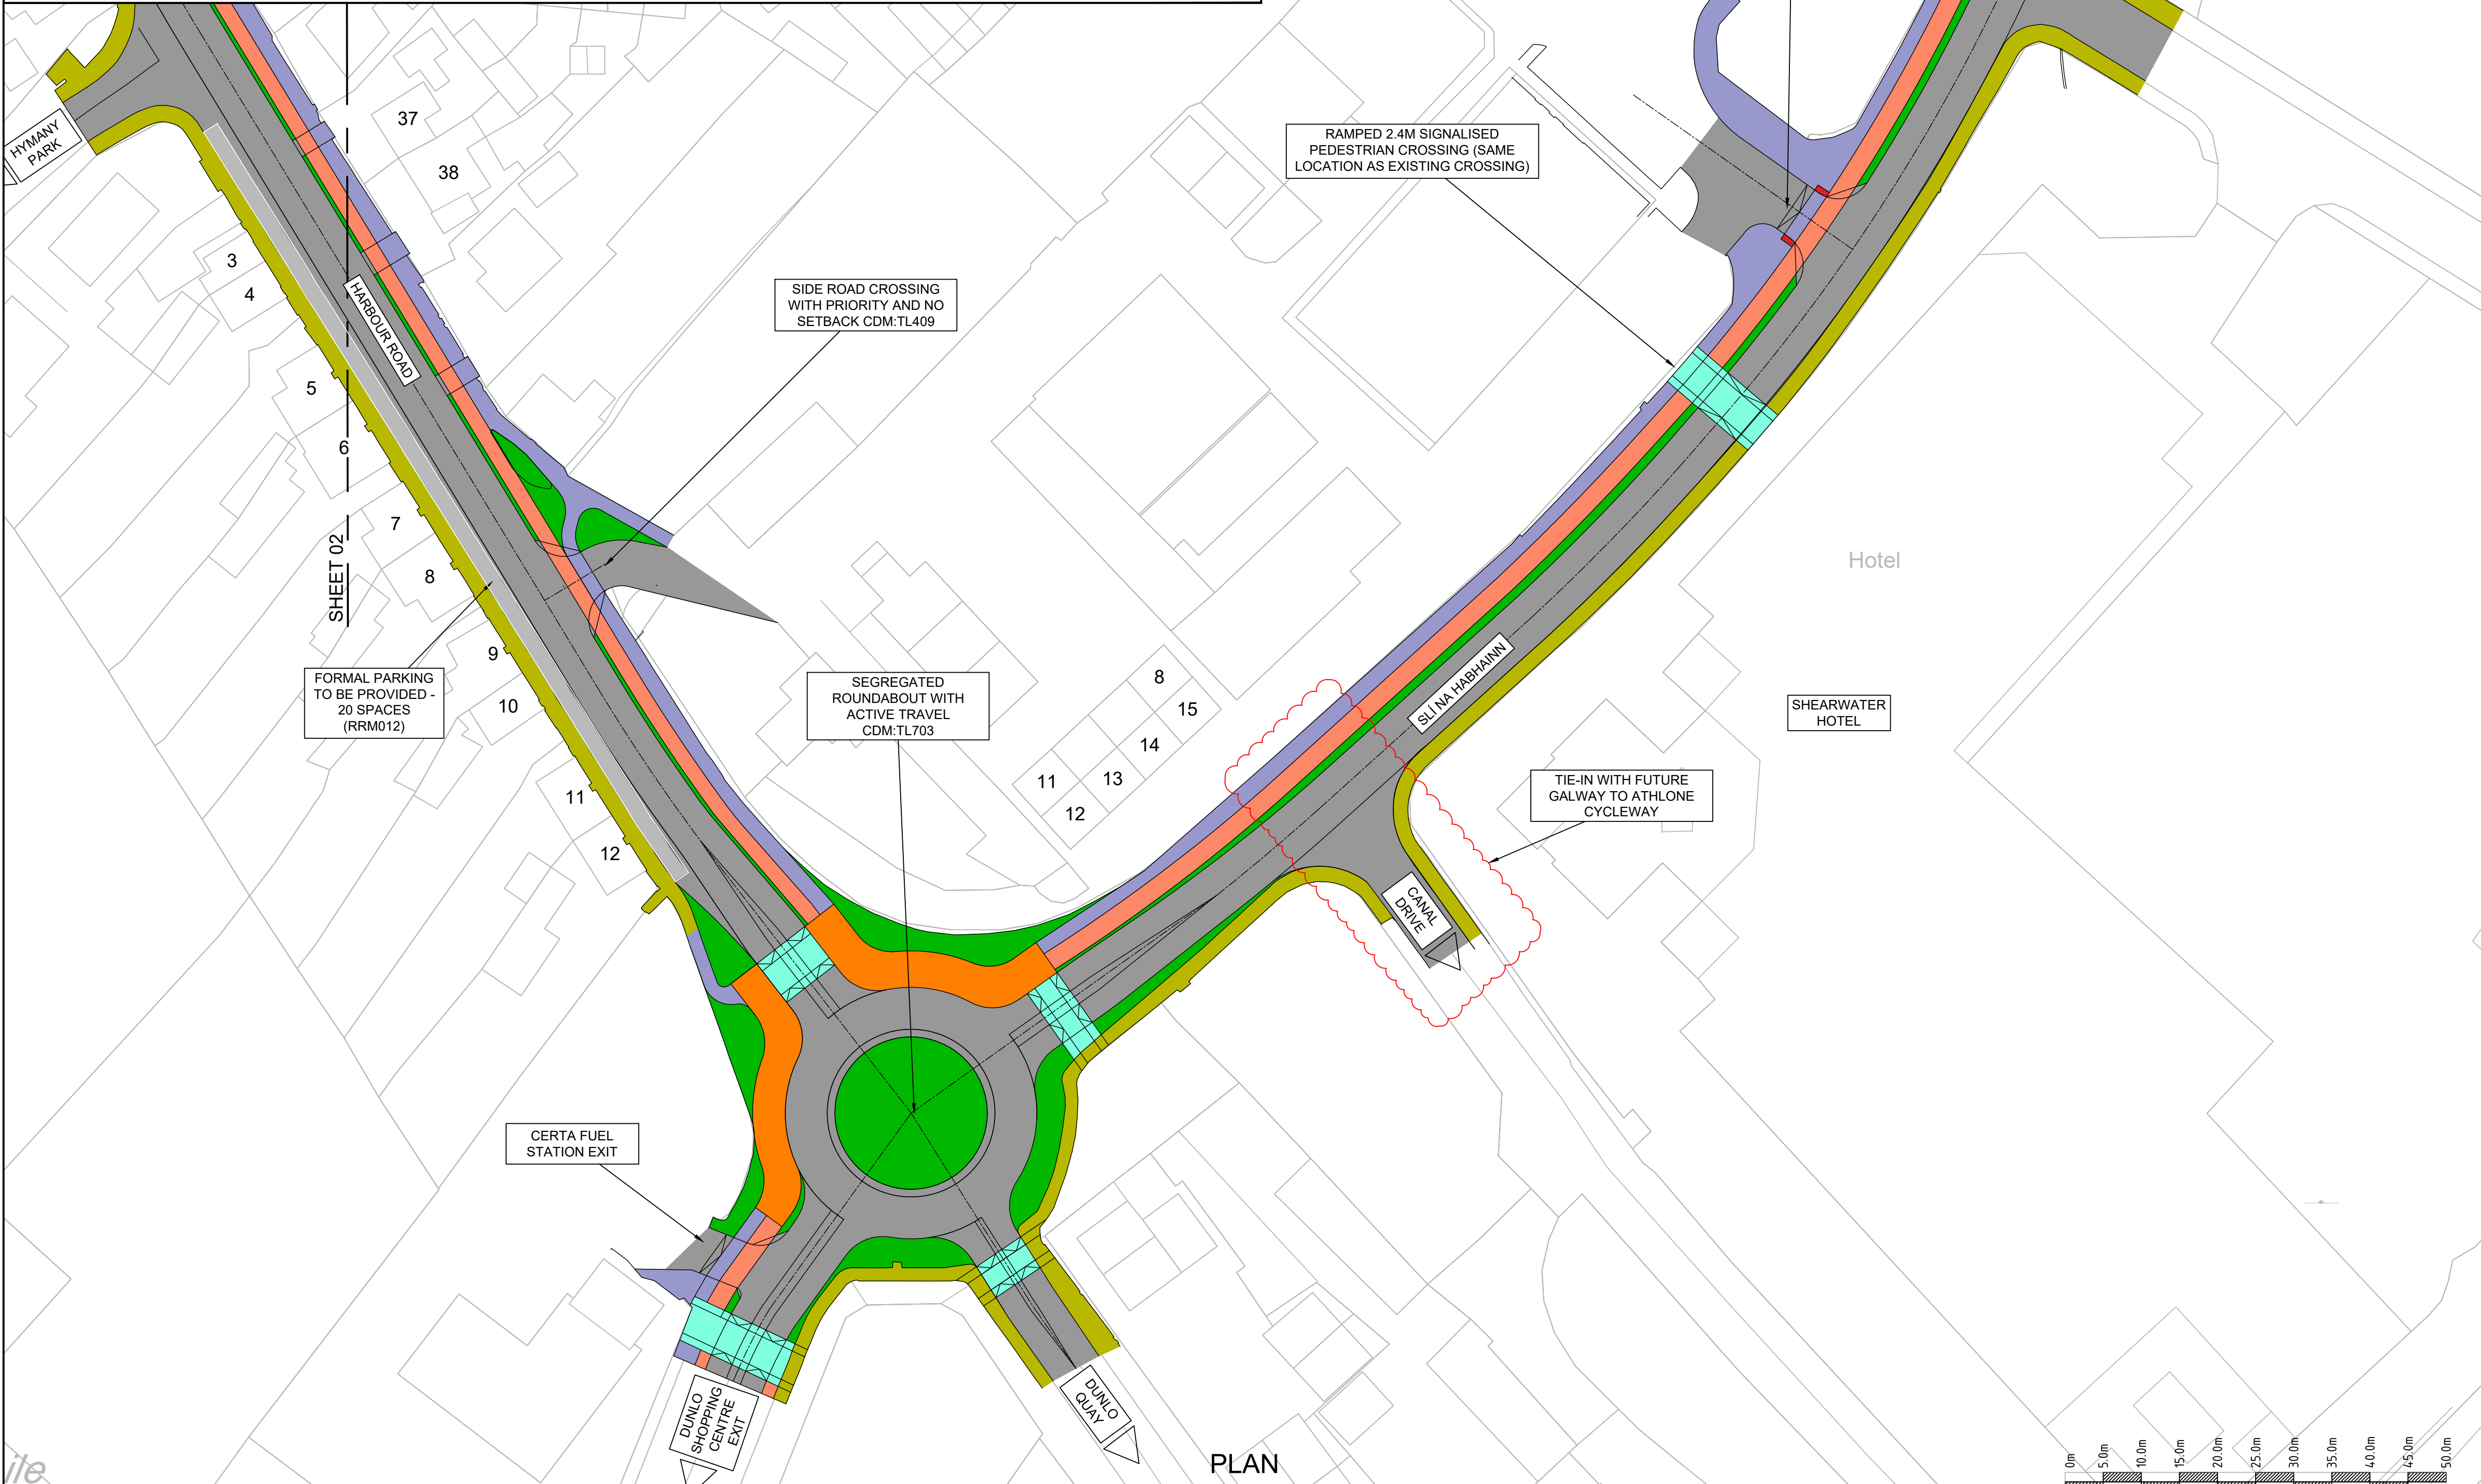 HYMANY
PARK
37
38
3
4
5
6
7
8
9
10
11
12
HARBOUR ROAD
SHEET 02
SIDE ROAD CROSSING
WITH PRIORITY AND NO
SETBACK CDM:TL409
RAMPED 2.4M SIGNALISED
PEDESTRIAN CROSSING (SAME
LOCATION AS EXISTING CROSSING)
FORMAL PARKING
TO BE PROVIDED -
20 SPACES
(RRM012)
SEGREGATED
ROUNDABOUT WITH
ACTIVE TRAVEL
CDM:TL703
8
15
14
13
11
12
SLÍ NA HABHAINN
Hotel
SHEARWATER
HOTEL
TIE-IN WITH FUTURE
GALWAY TO ATHLONE
CYCLEWAY
CANAL
DRIVE
CERTA FUEL
STATION EXIT
DUNLO
SHOPPING
CENTRE
EXIT
DUNLO
QUAY
PLAN
ile
0m
5.0m
10.0m
15.0m
20.0m
25.0m
30.0m
35.0m
40.0m
45.0m
50.0m